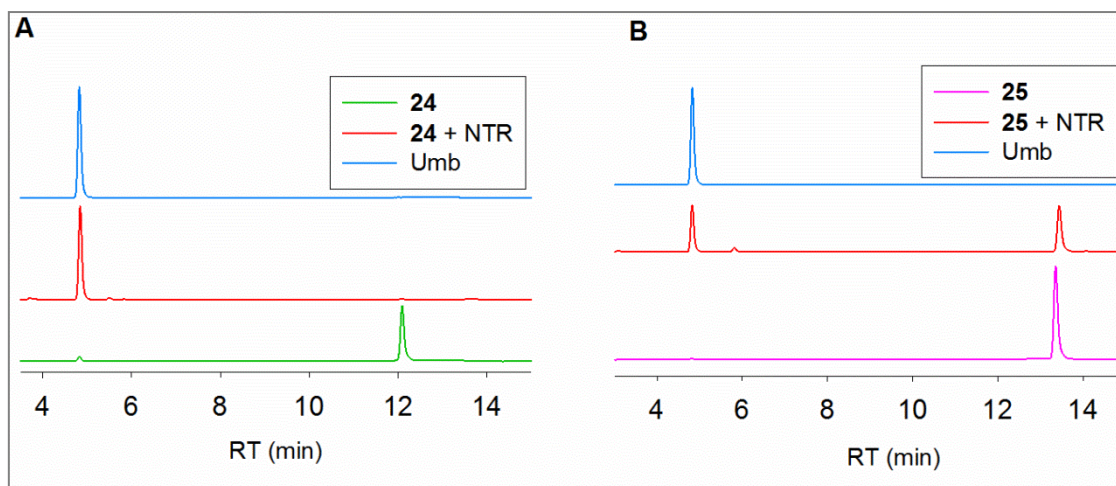 A
24
24 + NTR
Umb
4 6 8 10 12 14
RT (min)
B
25
25 + NTR
Umb
4 6 8 10 12 14
RT (min)